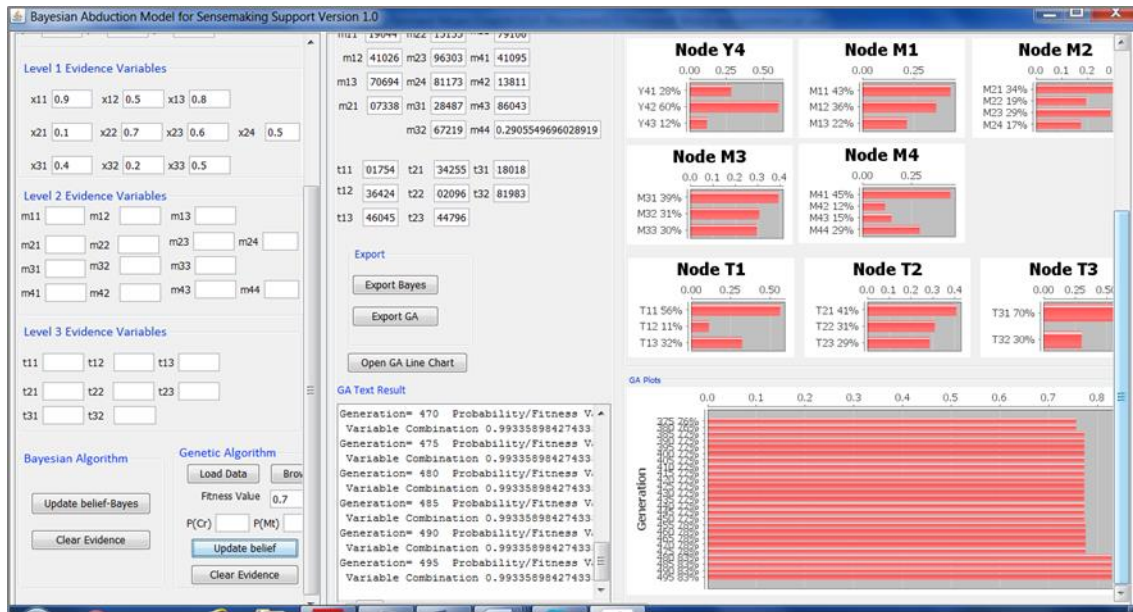 Bayesian Abduction Model for Sensemaking Support Version 1.0
Level 1 Evidence Variables
x11 0.9 x12 0.5 x13 0.8
x21 0.1 x22 0.7 x23 0.6 x24 0.5
x31 0.4 x32 0.2 x33 0.5
Level 2 Evidence Variables
m11 m12 m13
m21 m22 m23 m24
m31 m32 m33
m41 m42 m43 m44
Level 3 Evidence Variables
t11 t12 t13
t21 t22 t23
t31 t32
Bayesian Algorithm
Update belief-Bayes
Clear Evidence
Genetic Algorithm
Load Data Brow
Fitness Value 0.7
P(Cr) P(Mt)
Update belief
Clear Evidence
m12 41026 m23 96303 m41 41095
m13 70694 m24 81173 m42 13811
m21 07338 m31 28487 m43 86043
m32 67219 m44 0.2905549696028919
t11 01754 t21 34255 t31 18018
t12 36424 t22 02096 t32 81983
t13 46045 t23 44796
Export
Export Bayes
Export GA
Open GA Line Chart
GA Text Result
Generation= 470 Probability/Fitness V
Variable Combination 0.99335898427433
Generation= 475 Probability/Fitness V
Variable Combination 0.99335898427433
Generation= 480 Probability/Fitness V
Variable Combination 0.99335898427433
Generation= 485 Probability/Fitness V
Variable Combination 0.99335898427433
Generation= 490 Probability/Fitness V
Variable Combination 0.99335898427433
Generation= 495 Probability/Fitness V
Variable Combination 0.99335898427433
Node Y4
0.00 0.25 0.50
Y41 28%
Y42 60%
Y43 12%
Node M1
0.00 0.25
M11 43%
M12 36%
M13 22%
Node M2
0.0 0.1 0.2
M21 34%
M22 19%
M23 29%
M24 17%
Node M3
0.0 0.1 0.2 0.3 0.4
M31 39%
M32 31%
M33 30%
Node M4
0.00 0.25
M41 45%
M42 12%
M43 15%
M44 29%
Node T1
0.00 0.25 0.50
T11 56%
T12 11%
T13 32%
Node T2
0.0 0.1 0.2 0.3 0.4
T21 41%
T22 31%
T23 29%
Node T3
0.00 0.25 0.50
T31 70%
T32 30%
GA Plots
0.0 0.1 0.2 0.3 0.4 0.5 0.6 0.7 0.8
Generation
495 83%